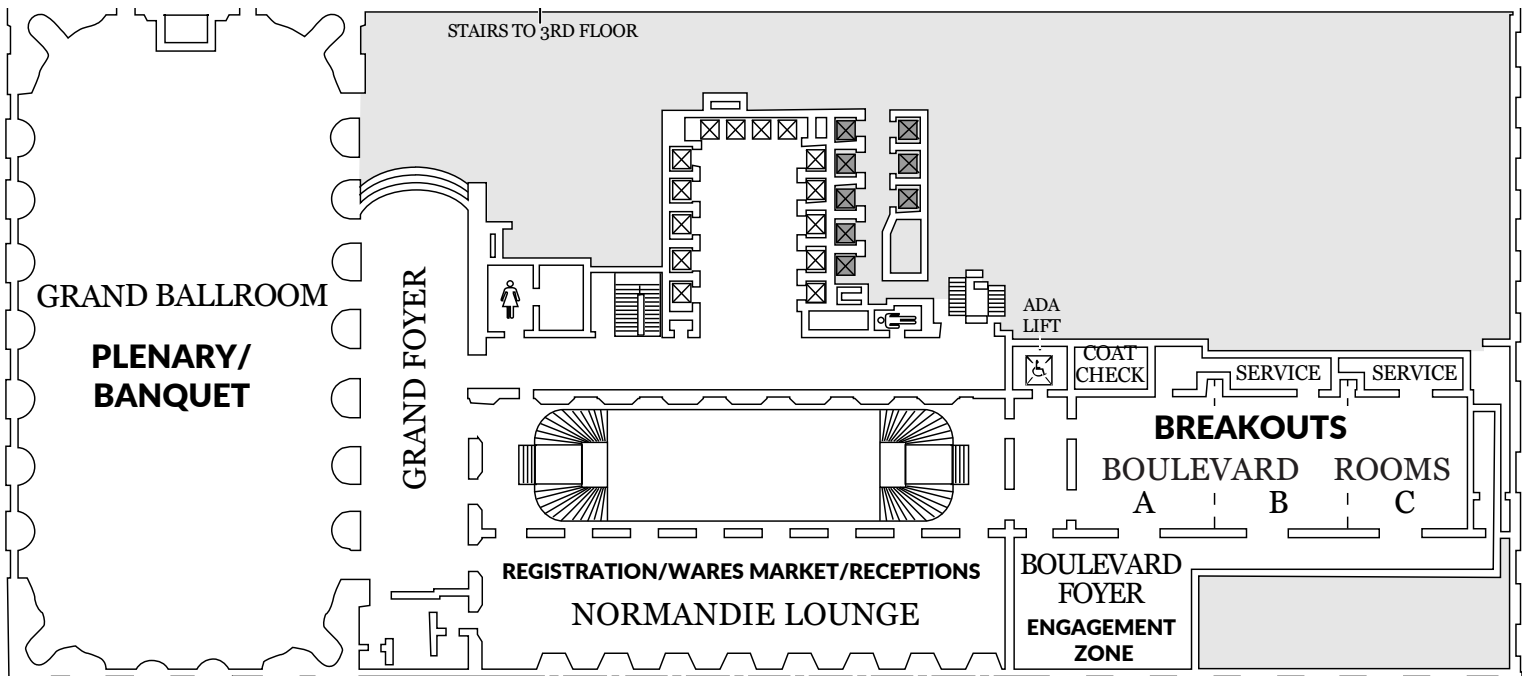 STAIRS TO 3RD FLOOR
GRAND BALLROOM
PLENARY/
BANQUET
GRAND FOYER
ADA
LIFT
COAT
CHECK
SERVICE
SERVICE
BREAKOUTS
BOULEVARD ROOMS
A B C
REGISTRATION/WARES MARKET/RECEPTIONS
NORMANDIE LOUNGE
BOULEVARD
FOYER
ENGAGEMENT
ZONE